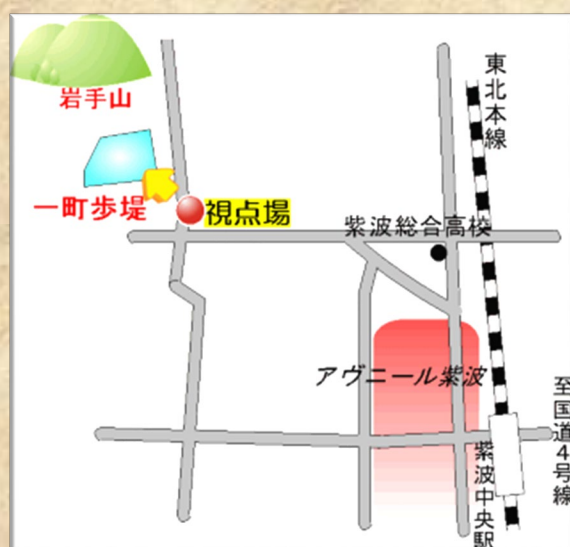 岩手山
東北本線
一町歩堤
視点場
紫波総合高校
アヴニール紫波
至国道4号線
紫波中央駅